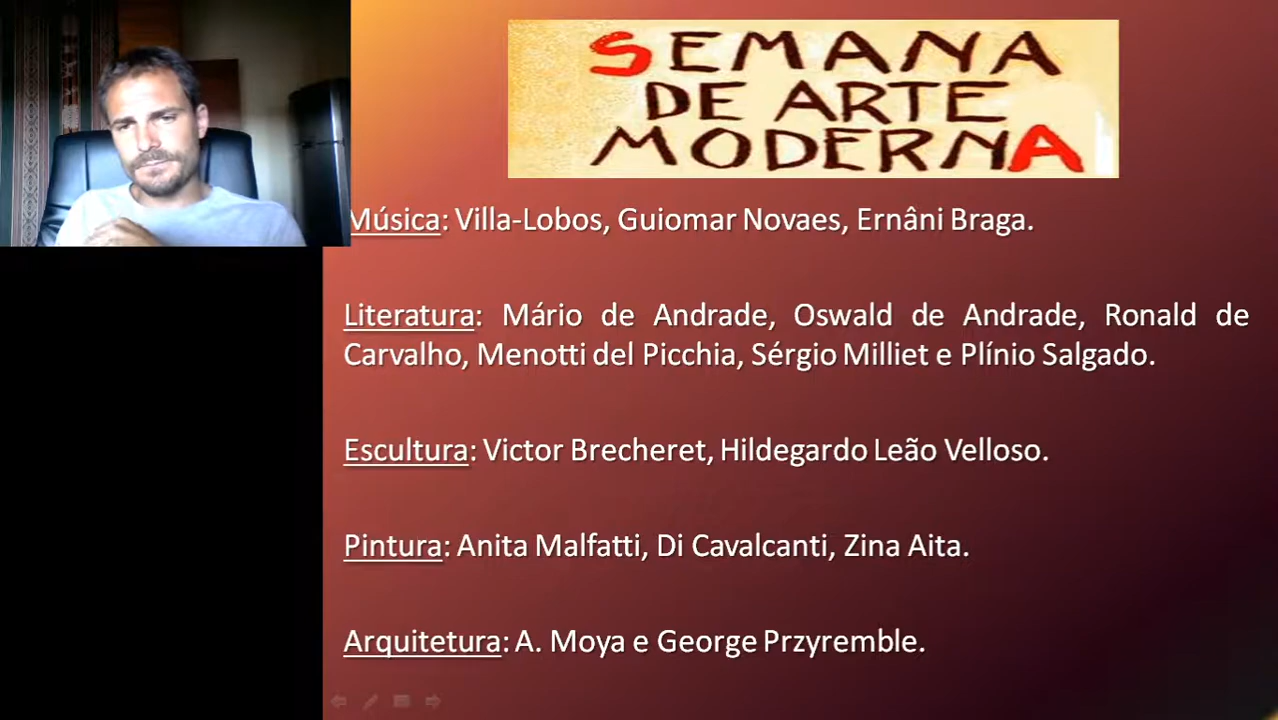 SEMANA
DE ARTE
MODERNA
Música: Villa-Lobos, Guiomar Novaes, Ernâni Braga.
Literatura: Mário de Andrade, Oswald de Andrade, Ronald de
Carvalho, Menotti del Picchia, Sérgio Milliet e Plínio Salgado.
Escultura: Victor Brecheret, Hildegardo Leão Velloso.
Pintura: Anita Malfatti, Di Cavalcanti, Zina Aita.
Arquitetura: A. Moya e George Przyremble.